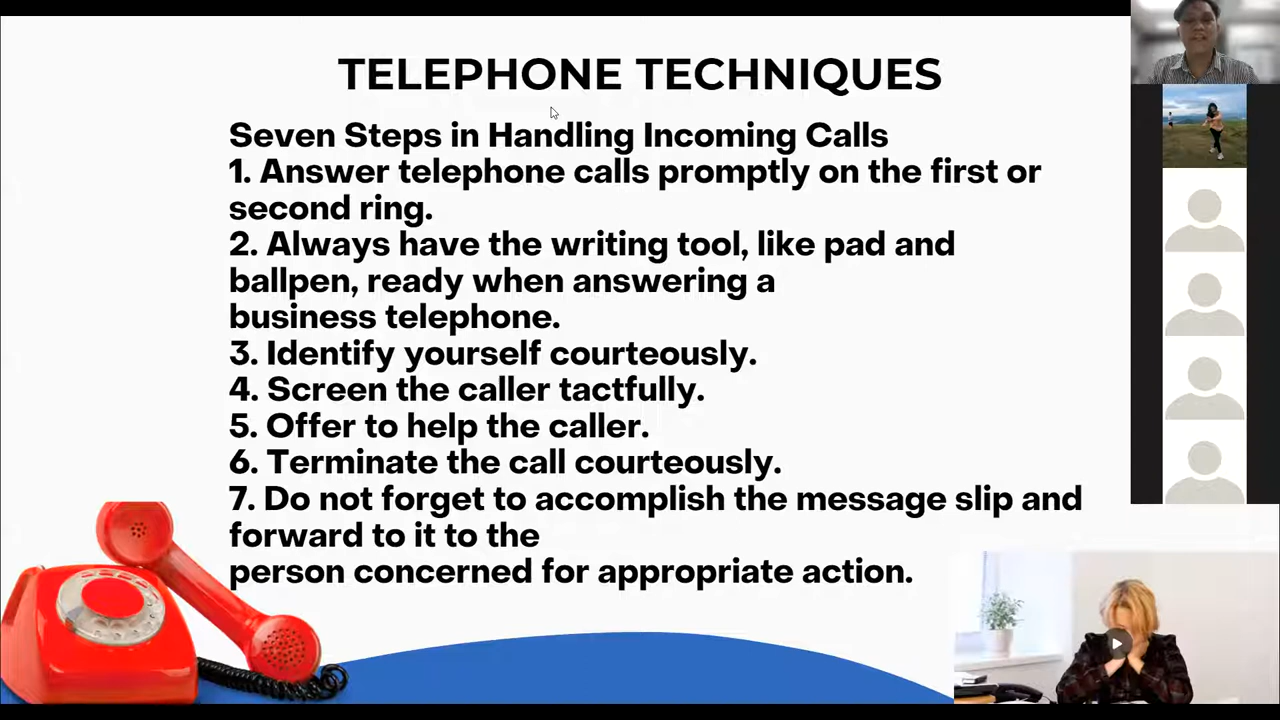 TELEPHONE TECHNIQUES
Seven Steps in Handling Incoming Calls
1. Answer telephone calls promptly on the first or
second ring.
2. Always have the writing tool, like pad and
ballpen, ready when answering a
business telephone.
3. Identify yourself courteously.
4. Screen the caller tactfully.
5. Offer to help the caller.
6. Terminate the call courteously.
7. Do not forget to accomplish the message slip and
forward to it to the
person concerned for appropriate action.